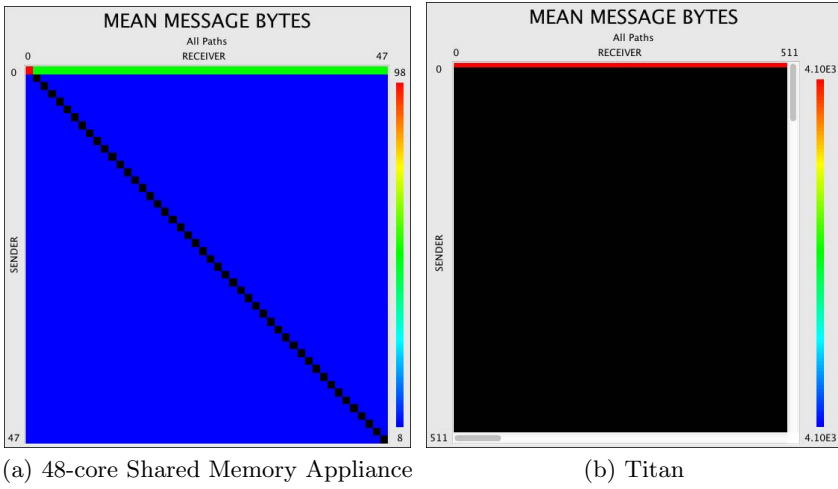 MEAN MESSAGE BYTES
All Paths
0 RECEIVER 47
0
98
SENDER
47
8
(a) 48-core Shared Memory Appliance
MEAN MESSAGE BYTES
All Paths
0 RECEIVER 511
0
4.10E3
SENDER
511
4.10E3
(b) Titan